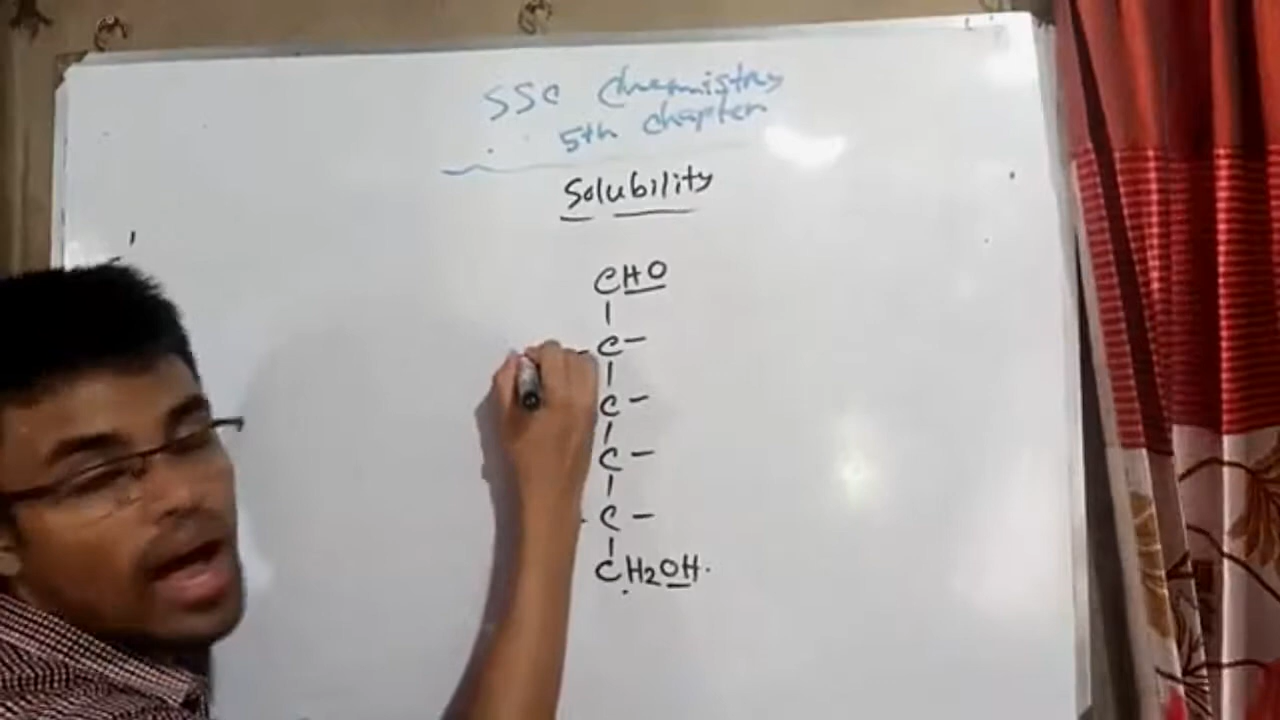 SSC Chemistry
5th chapter
Solubility
CHO
|
- C -
|
C -
|
C -
|
C -
|
CH2OH.